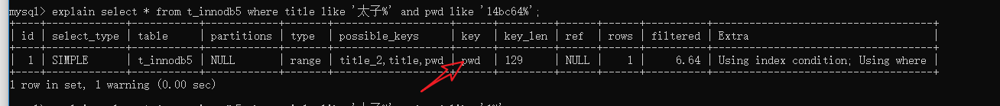 mysql> explain select * from t_innodb5 where title like '太子%' and pwd like '14bc64%';
+----+-------------+-----------+------------+-------+-------------------+------+---------+------+------+----------+------------------------------------+
| id | select_type | table | partitions | type | possible_keys | key | key_len | ref | rows | filtered | Extra |
+----+-------------+-----------+------------+-------+-------------------+------+---------+------+------+----------+------------------------------------+
| 1 | SIMPLE | t_innodb5 | NULL | range | title_2,title,pwd | pwd | 129 | NULL | 1 | 6.64 | Using index condition; Using where |
+----+-------------+-----------+------------+-------+-------------------+------+---------+------+------+----------+------------------------------------+
1 row in set, 1 warning (0.00 sec)